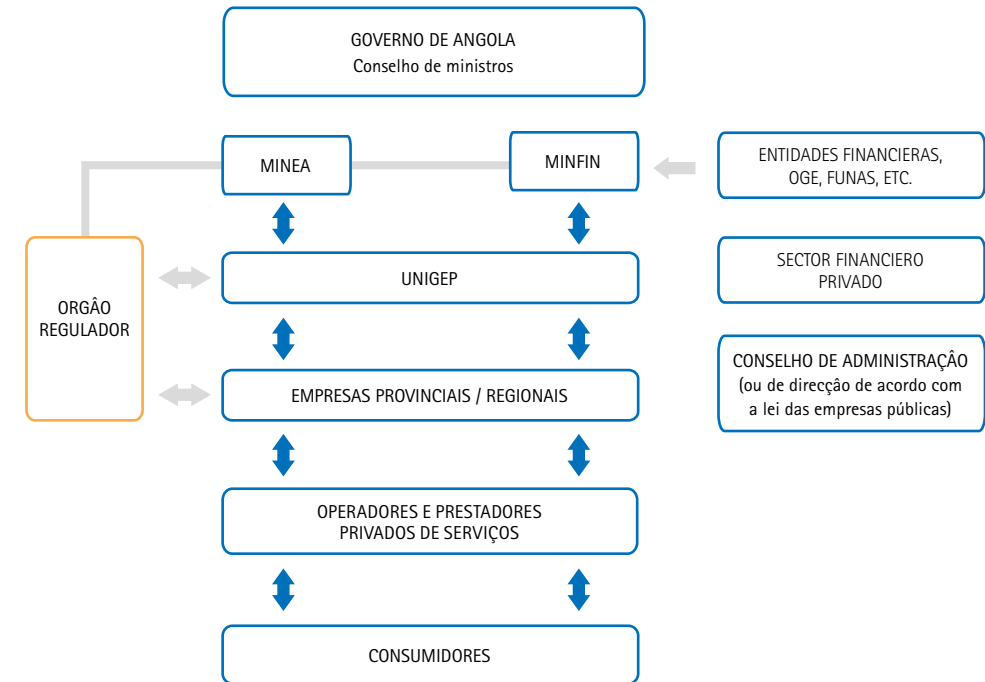 GOVERNO DE ANGOLA
Conselho de ministros
MINEA
MINFIN
ENTIDADES FINANCIERAS,
OGE, FUNAS, ETC.
ORGÂO
REGULADOR
UNIGEP
SECTOR FINANCIERO
PRIVADO
EMPRESAS PROVINCIAIS / REGIONAIS
CONSELHO DE ADMINISTRAÇÂO
(ou de direcçâo de acordo com
a lei das empresas públicas)
OPERADORES E PRESTADORES
PRIVADOS DE SERVIÇOS
CONSUMIDORES